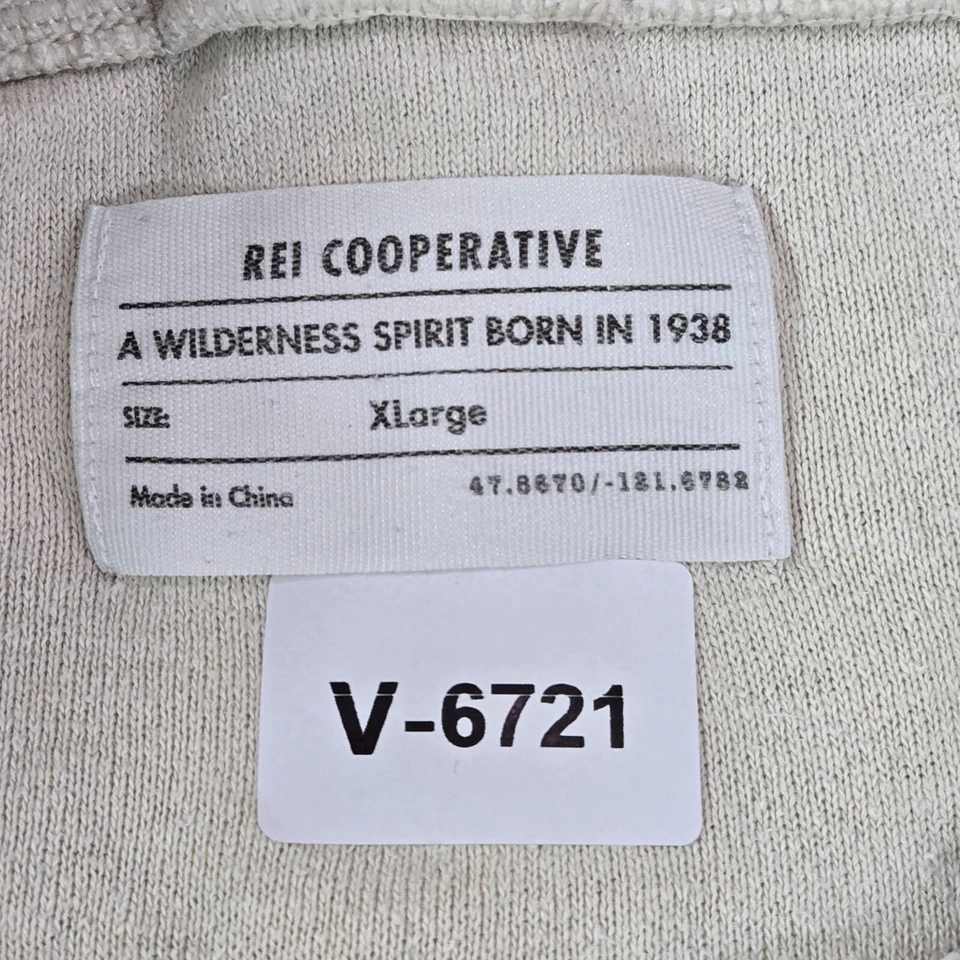 REI COOPERATIVE
A WILDERNESS SPIRIT BORN IN 1938
SIZE: XLarge
Made in China 47.8670/-121.6782
V-6721